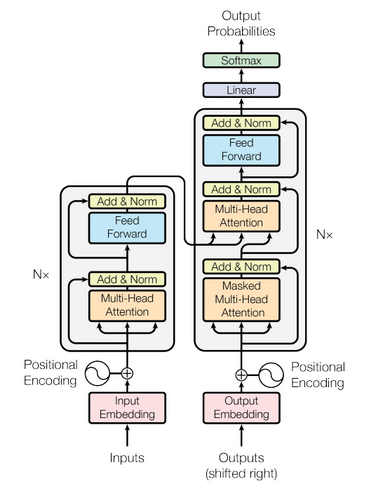 Output
Probabilities
Softmax
Linear
Add & Norm
Feed
Forward
Add & Norm
Multi-Head
Attention
Add & Norm
Masked
Multi-Head
Attention
N×
Add & Norm
Feed
Forward
N×
Add & Norm
Multi-Head
Attention
Positional
Encoding
Positional
Encoding
Input
Embedding
Output
Embedding
Inputs
Outputs
(shifted right)